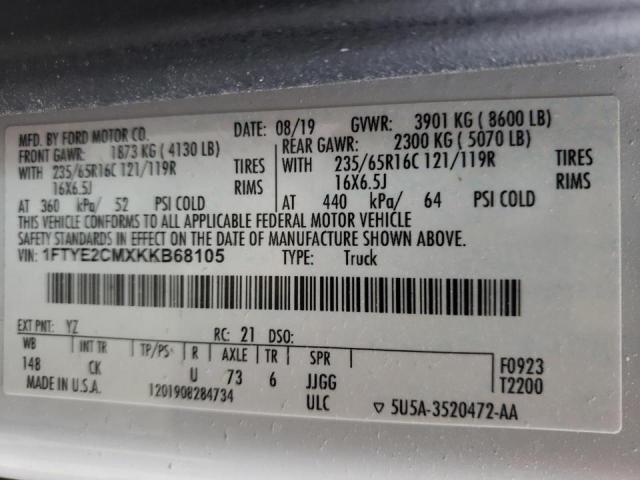 MFD. BY FORD MOTOR CO. DATE: 08/19 GVWR: 3901 KG ( 8600 LB)
FRONT GAWR: 1873 KG ( 4130 LB) REAR GAWR: 2300 KG ( 5070 LB)
WITH 235/65R16C 121/119R TIRES WITH 235/65R16C 121/119R TIRES
16X6.5J RIMS 16X6.5J RIMS
AT 360 kPa/ 52 PSI COLD AT 440 kPa/ 64 PSI COLD
THIS VEHICLE CONFORMS TO ALL APPLICABLE FEDERAL MOTOR VEHICLE
SAFETY STANDARDS IN EFFECT ON THE DATE OF MANUFACTURE SHOWN ABOVE.
VIN: 1FTYE2CMXKKB68105 TYPE: Truck
EXT PNT: YZ RC: 21 DSO:
WB INT TR TP/PS R AXLE TR SPR F0923
148 CK U 73 6 JJGG T2200
MADE IN U.S.A. 1201908284734 ULC ▽ 5U5A-3520472-AA